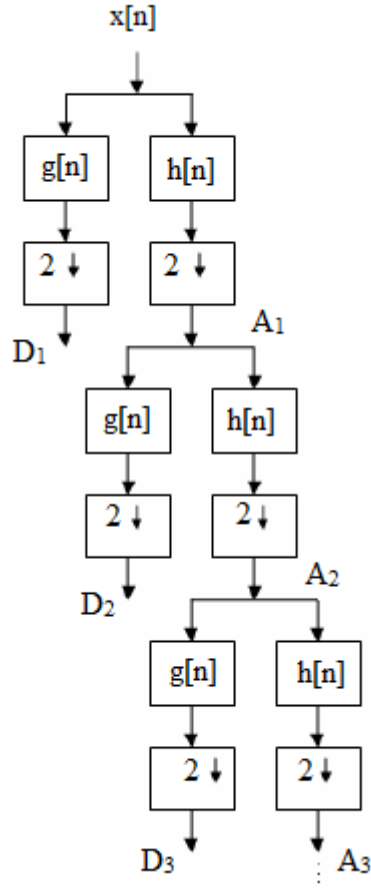 x[n]
g[n] h[n]
2 ↓ 2 ↓
A₁
D₁
g[n] h[n]
2 ↓ 2 ↓
A₂
D₂
g[n] h[n]
2 ↓ 2 ↓
D₃ A₃